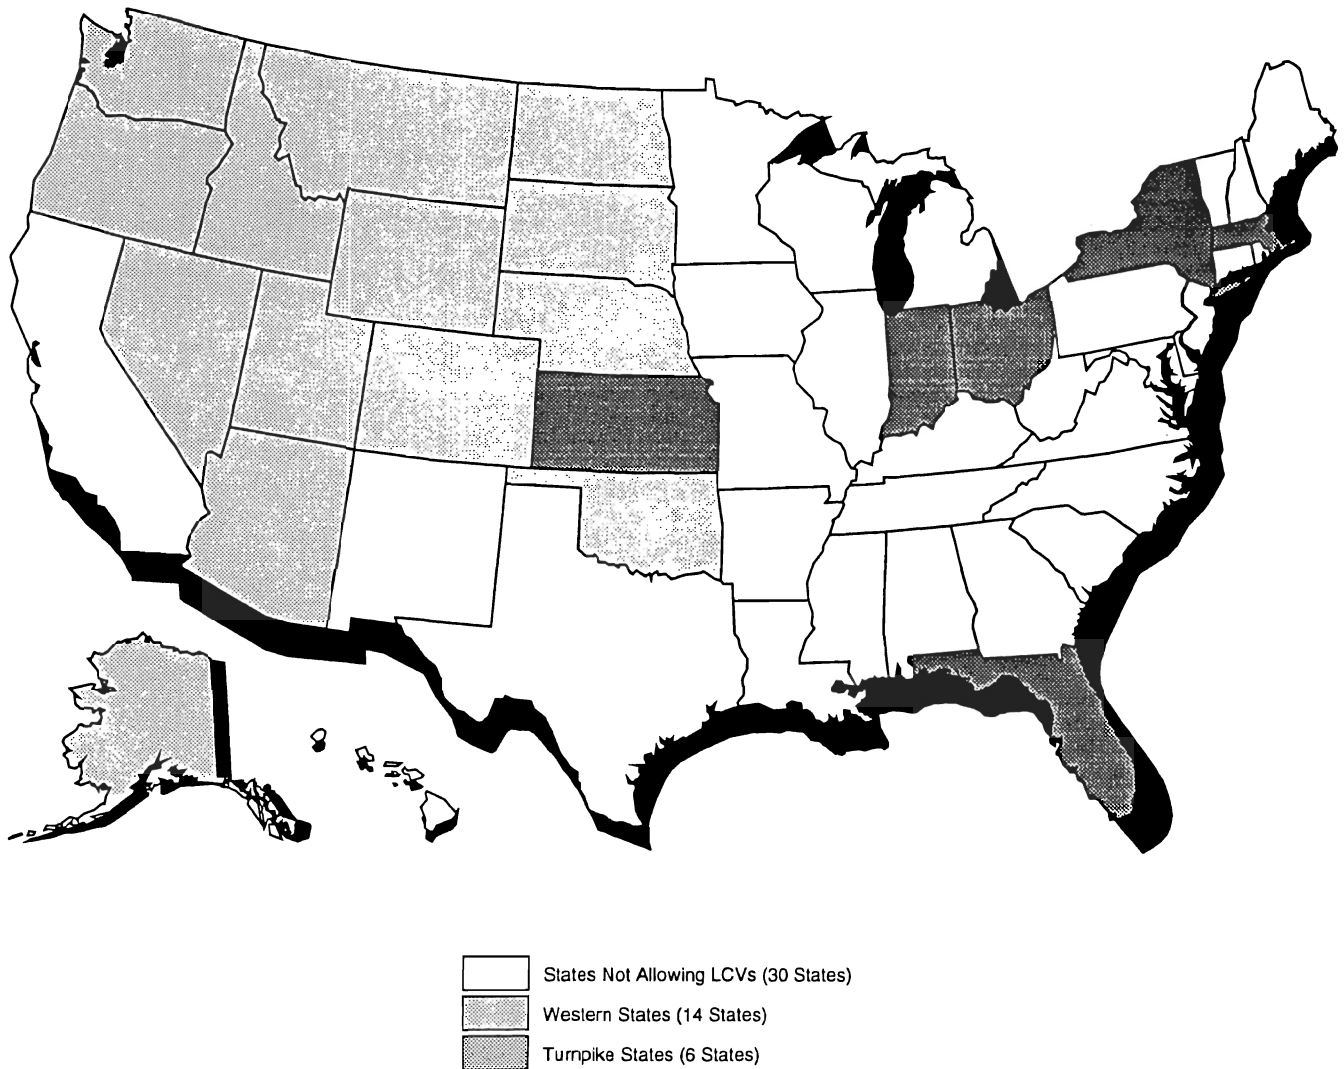 States Not Allowing LCVs (30 States)
Western States (14 States)
Turnpike States (6 States)